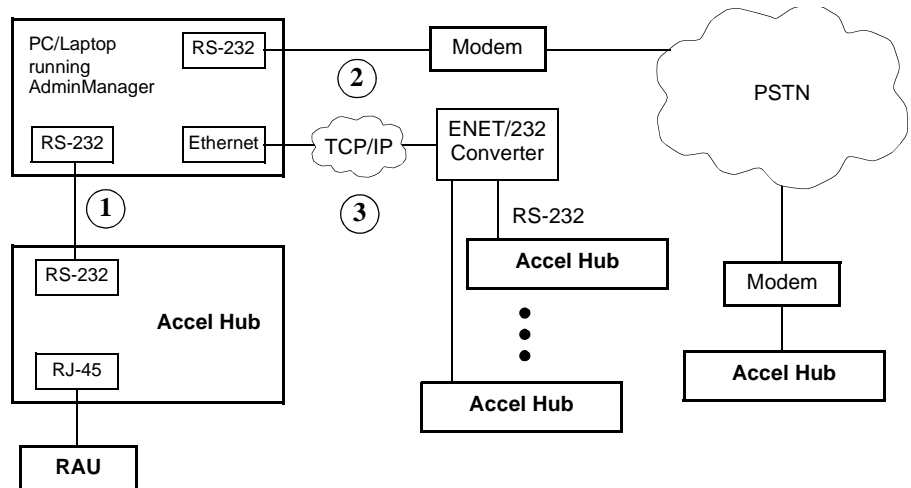 PC/Laptop
running
AdminManager
RS-232
2
Modem
PSTN
RS-232
Ethernet
TCP/IP
ENET/232
Converter
1
3
RS-232
RS-232
Accel Hub
Accel Hub
Modem
RJ-45
Accel Hub
Accel Hub
RAU